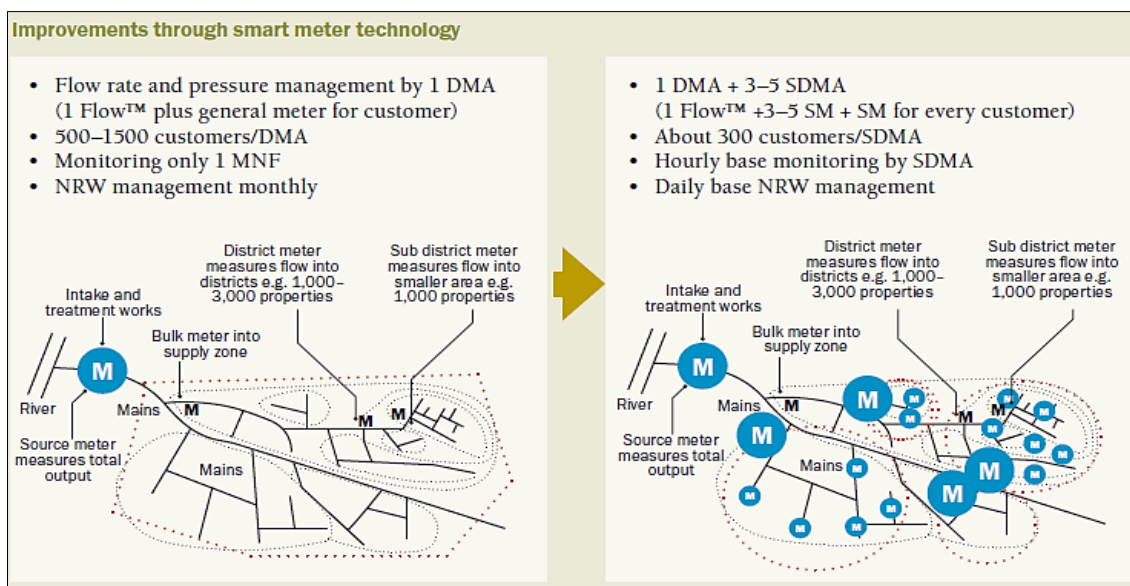 Improvements through smart meter technology
• Flow rate and pressure management by 1 DMA
(1 Flow™ plus general meter for customer)
• 500–1500 customers/DMA
• Monitoring only 1 MNF
• NRW management monthly
District meter
measures flow into
districts e.g. 1,000–
3,000 properties
Sub district meter
measures flow into
smaller area e.g.
1,000 properties
Intake and
treatment works
Bulk meter into
supply zone
M
River
Mains
M
M
M
Source meter
measures total
output
Mains
• 1 DMA + 3–5 SDMA
(1 Flow™ +3–5 SM + SM for every customer)
• About 300 customers/SDMA
• Hourly base monitoring by SDMA
• Daily base NRW management
District meter
measures flow into
districts e.g. 1,000–
3,000 properties
Sub district meter
measures flow into
smaller area e.g.
1,000 properties
Intake and
treatment works
Bulk meter into
supply zone
M
River
Mains
M
M
M
M
M
M
M
M
M
Source meter
measures total
output
M
M
Mains
M
M
M
M
M
M
M
M
M
M